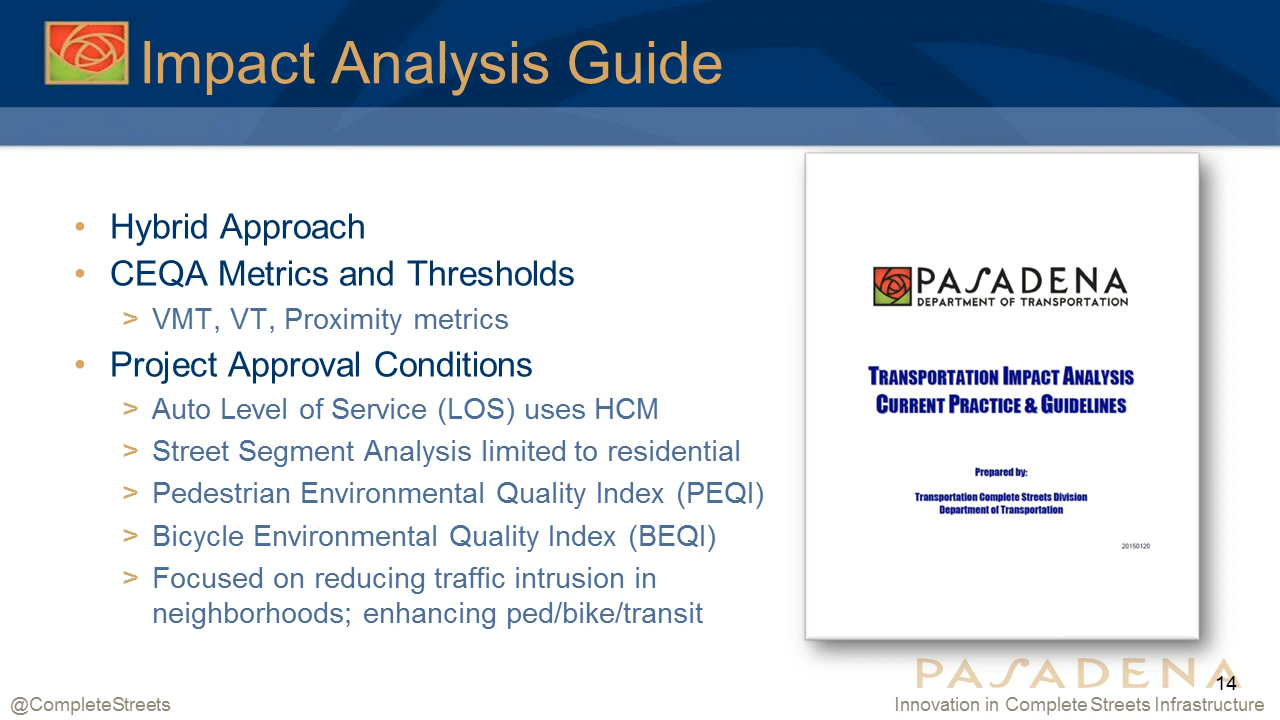 Impact Analysis Guide
• Hybrid Approach
• CEQA Metrics and Thresholds
> VMT, VT, Proximity metrics
• Project Approval Conditions
> Auto Level of Service (LOS) uses HCM
> Street Segment Analysis limited to residential
> Pedestrian Environmental Quality Index (PEQI)
> Bicycle Environmental Quality Index (BEQI)
> Focused on reducing traffic intrusion in
neighborhoods; enhancing ped/bike/transit
PASADENA
DEPARTMENT OF TRANSPORTATION
TRANSPORTATION IMPACT ANALYSIS
CURRENT PRACTICE & GUIDELINES
Prepared by:
Transportation Complete Streets Division
Department of Transportation
20150120
PASADENA
14
@CompleteStreets
Innovation in Complete Streets Infrastructure